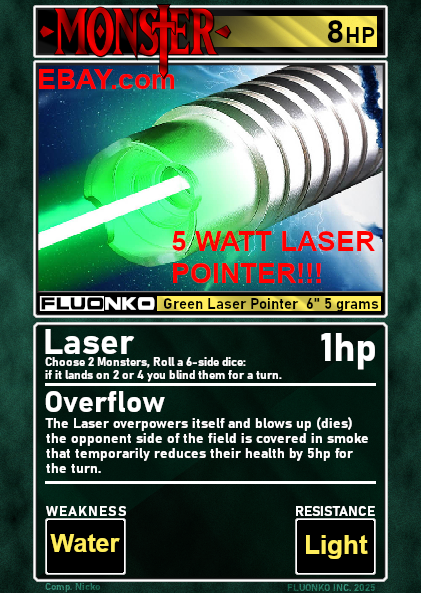 MONSTER
8HP
EBAY.com
5 WATT LASER
POINTER!!!
FLUONKO Green Laser Pointer 6" 5 grams
Laser 1hp
Choose 2 Monsters, Roll a 6-side dice:
if it lands on 2 or 4 you blind them for a turn.
Overflow
The Laser overpowers itself and blows up (dies)
the opponent side of the field is covered in smoke
that temporarily reduces their health by 5hp for
the turn.
WEAKNESS RESISTANCE
Water Light
Comp. Nicko FLUONKO INC. 2025